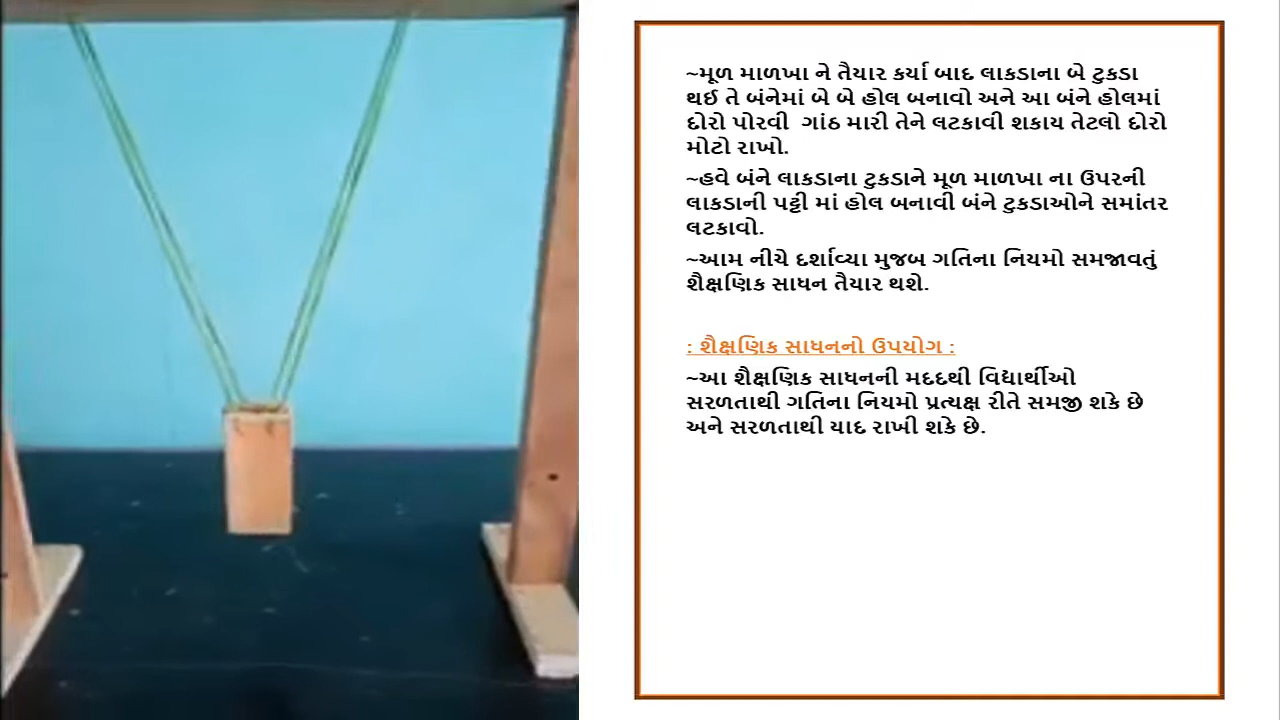 ~મૂળ માળખા ને તૈયાર કર્યા બાદ લાકડાના બે ટુકડા
થઈ તે બંનેમાં બે બે હોલ બનાવો અને આ બંને હોલમાં
દોરો પોરવી ગાંઠ મારી તેને લટકાવી શકાય તેટલો દોરો
મોટો રાખો.
~હવે બંને લાકડાના ટુકડાને મૂળ માળખા ના ઉપરની
લાકડાની પટ્ટી માં હોલ બનાવી બંને ટુકડાઓને સમાંતર
લટકાવો.
~આમ નીચે દર્શાવ્યા મુજબ ગતિના નિયમો સમજાવતું
શૈક્ષણિક સાધન તૈયાર થશે.
: શૈક્ષણિક સાધનનો ઉપયોગ :
~આ શૈક્ષણિક સાધનની મદદથી વિદ્યાર્થીઓ
સરળતાથી ગતિના નિયમો પ્રત્યક્ષ રીતે સમજી શકે છે
અને સરળતાથી યાદ રાખી શકે છે.